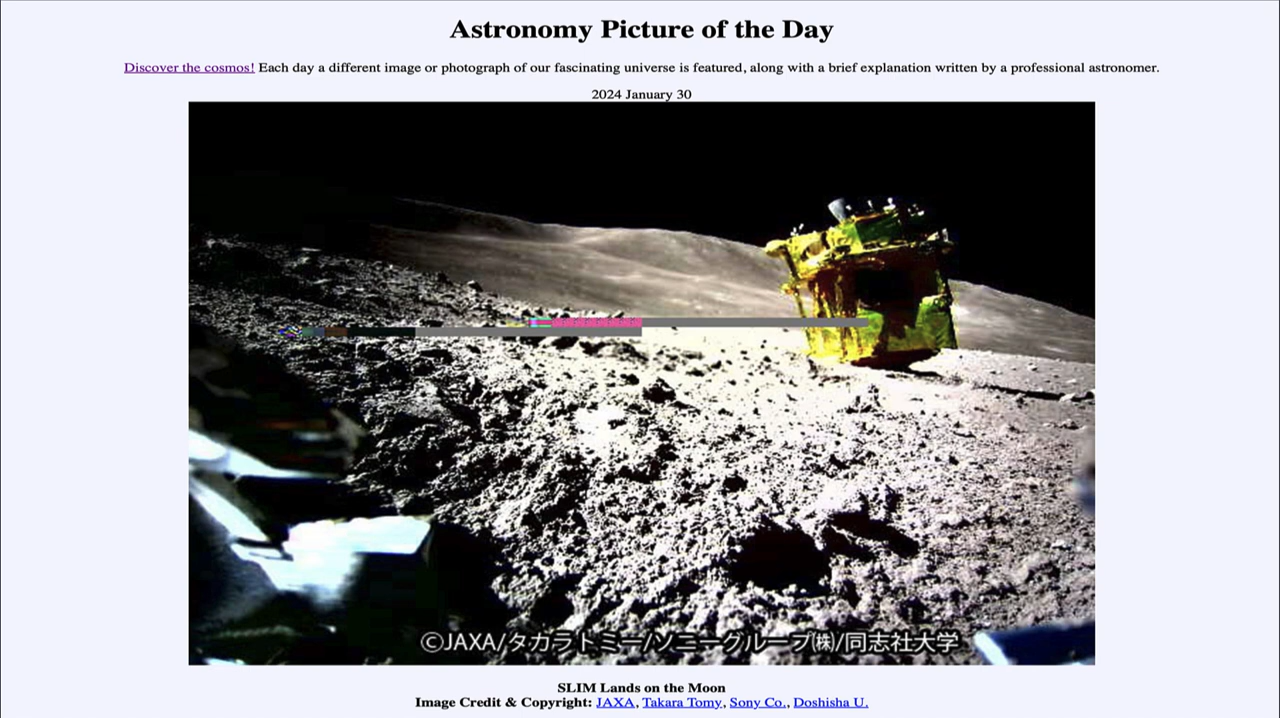 Astronomy Picture of the Day
Discover the cosmos! Each day a different image or photograph of our fascinating universe is featured, along with a brief explanation written by a professional astronomer.
2024 January 30
©JAXA/タカラトミー/ソニーグループ(株)/同志社大学
SLIM Lands on the Moon
Image Credit & Copyright: JAXA, Takara Tomy, Sony Co., Doshisha U.